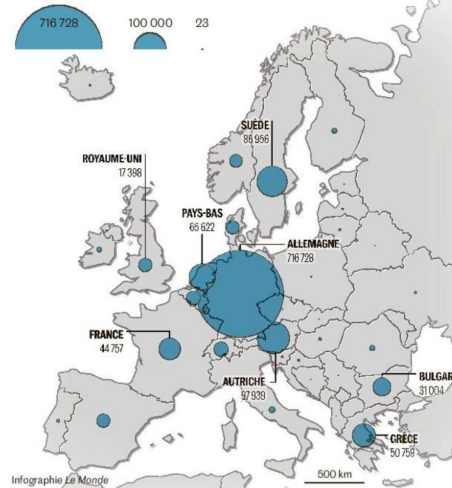 716 728 100 000 23
SUÈDE
86 956
ROYAUME-UNI
17 398
PAYS-BAS
65 622
ALLEMAGNE
716 728
FRANCE
44 757
AUTRICHE
97 939
BULGAR
31 004
GRÈCE
50 759
Infographie Le Monde
500 km